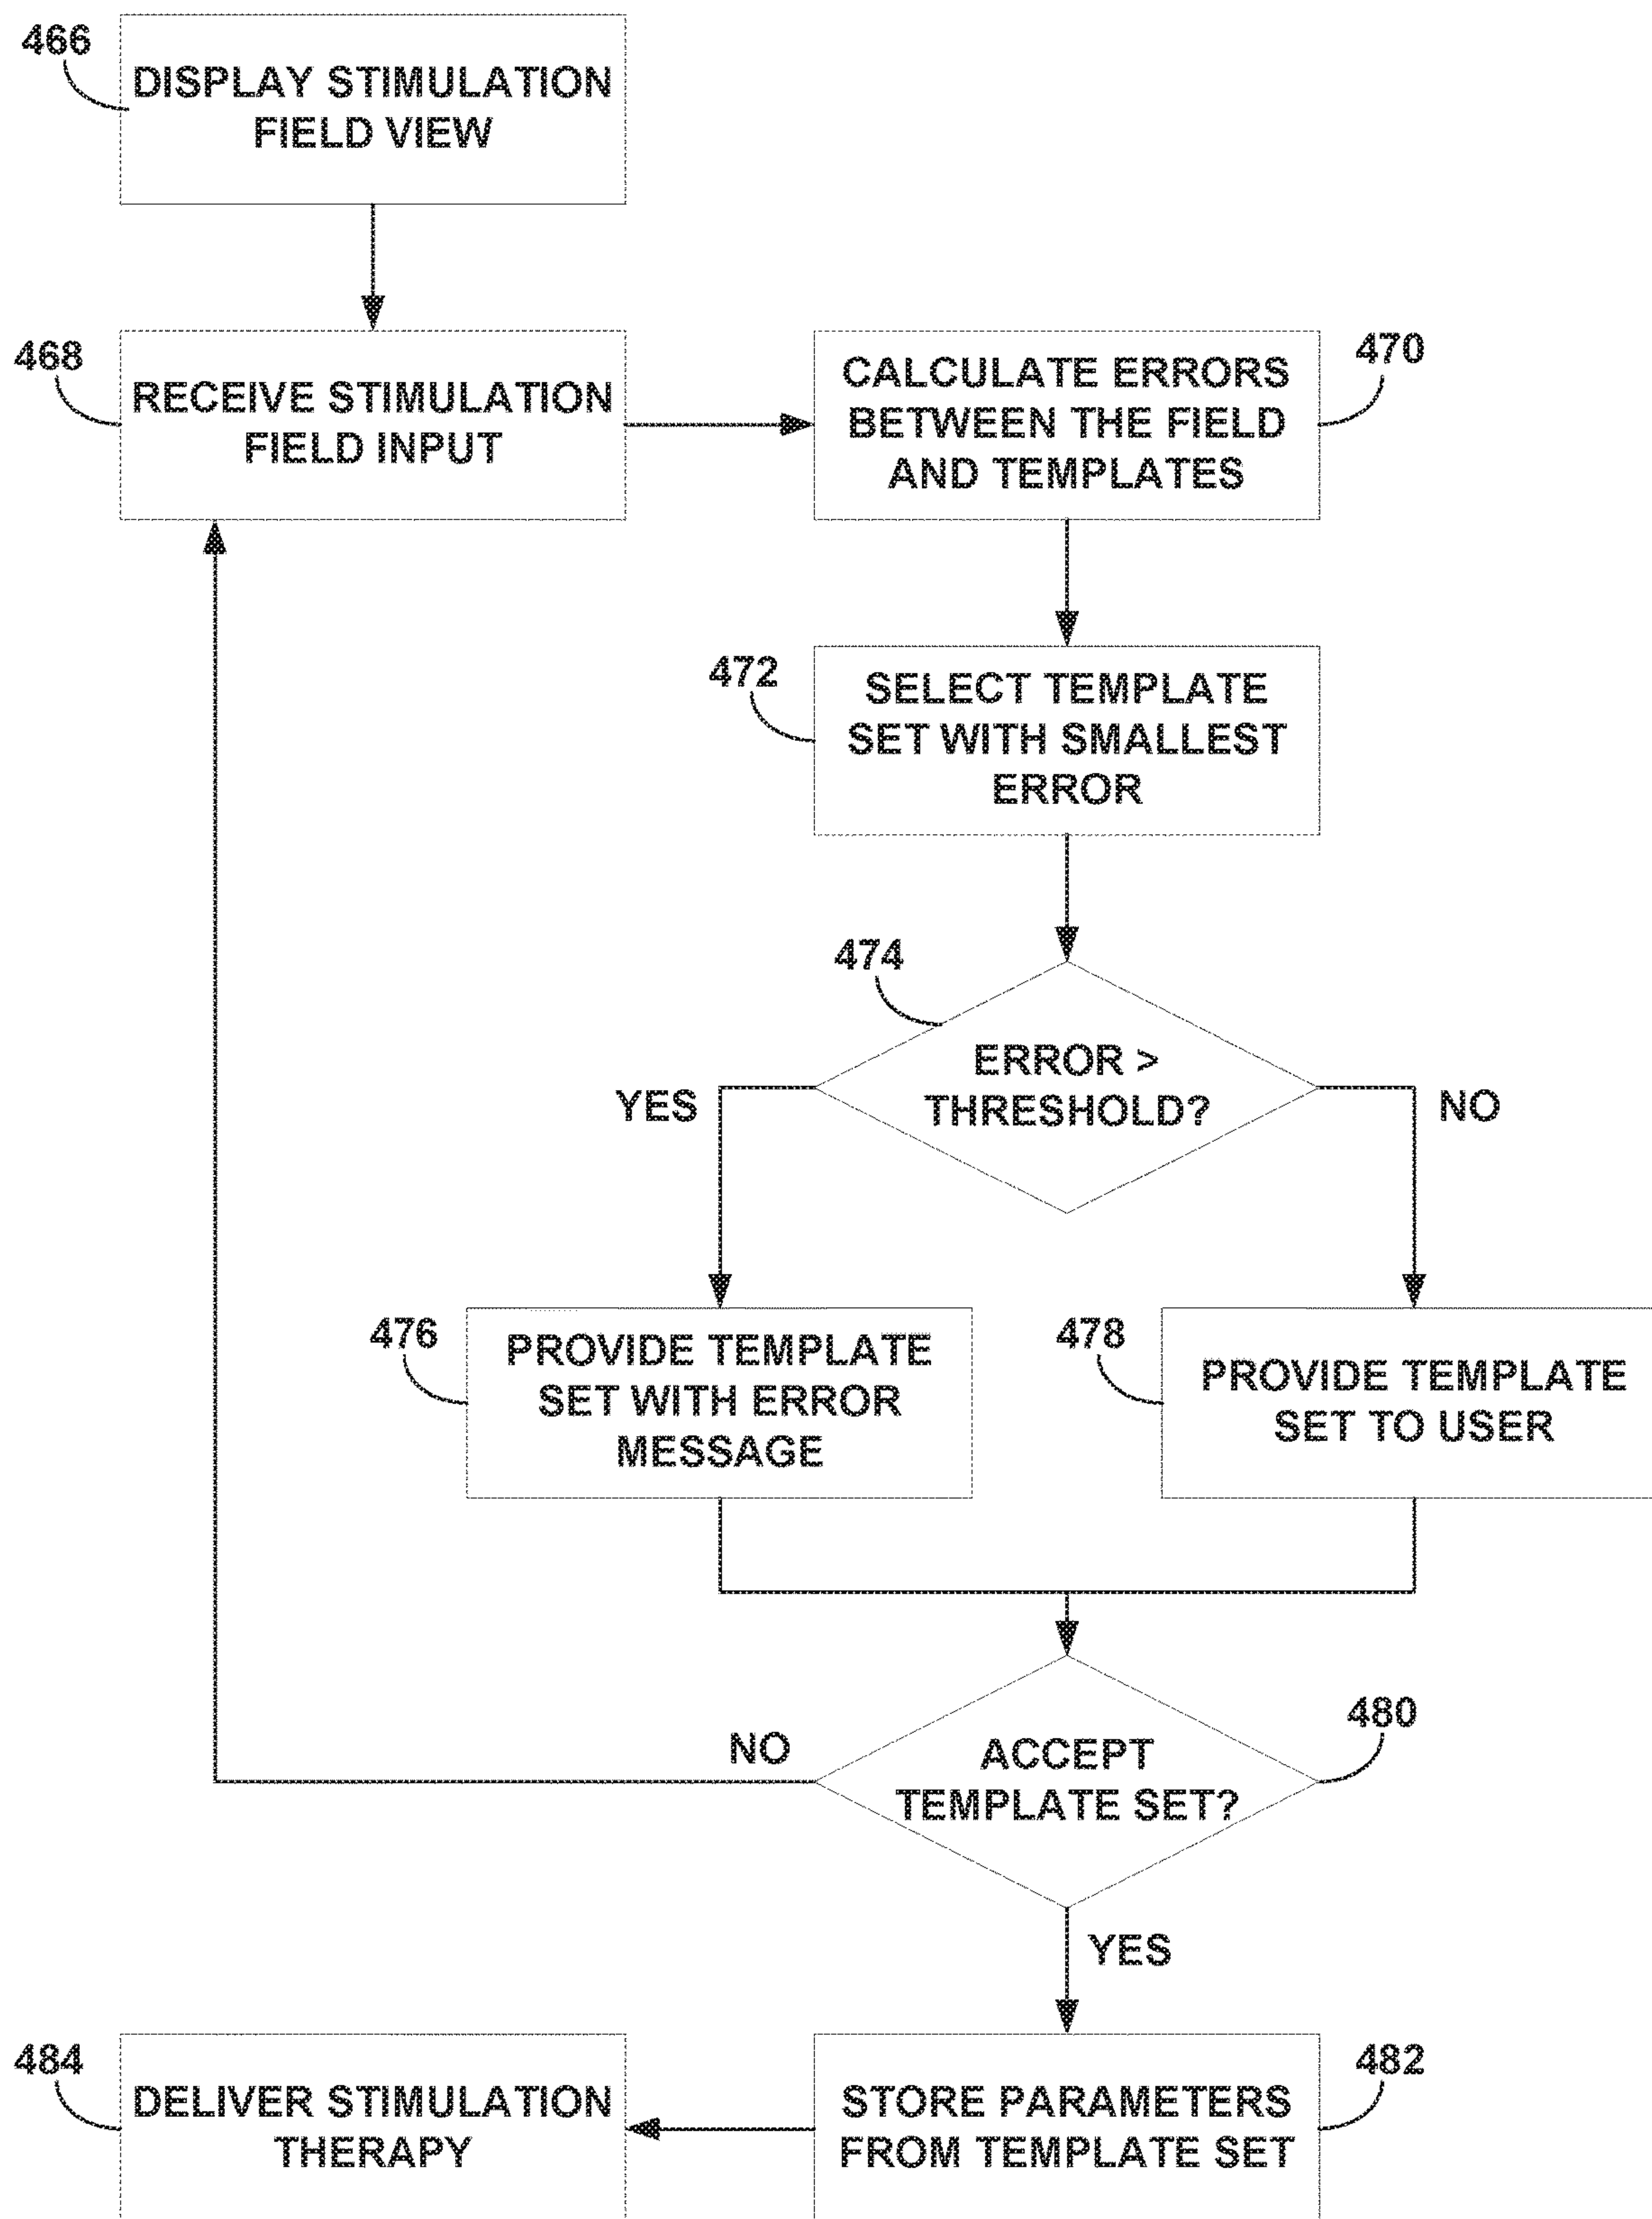 466
DISPLAY STIMULATION
FIELD VIEW
468
RECEIVE STIMULATION
FIELD INPUT
470
CALCULATE ERRORS
BETWEEN THE FIELD
AND TEMPLATES
472
SELECT TEMPLATE
SET WITH SMALLEST
ERROR
474
ERROR >
THRESHOLD?
YES
NO
476
PROVIDE TEMPLATE
SET WITH ERROR
MESSAGE
478
PROVIDE TEMPLATE
SET TO USER
480
ACCEPT
TEMPLATE SET?
NO
YES
482
STORE PARAMETERS
FROM TEMPLATE SET
484
DELIVER STIMULATION
THERAPY